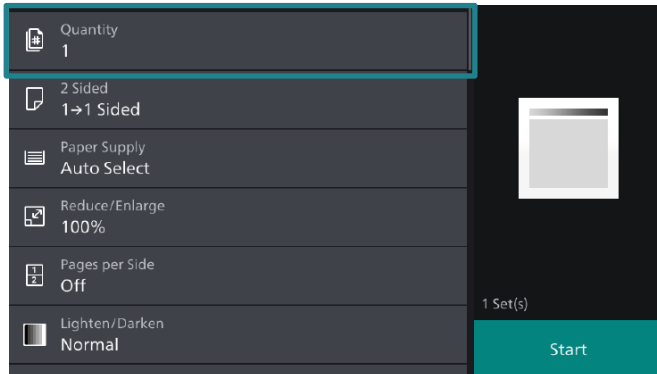 Quantity
1
2 Sided
1→1 Sided
Paper Supply
Auto Select
Reduce/Enlarge
100%
Pages per Side
Off
Lighten/Darken
Normal
1 Set(s)
Start